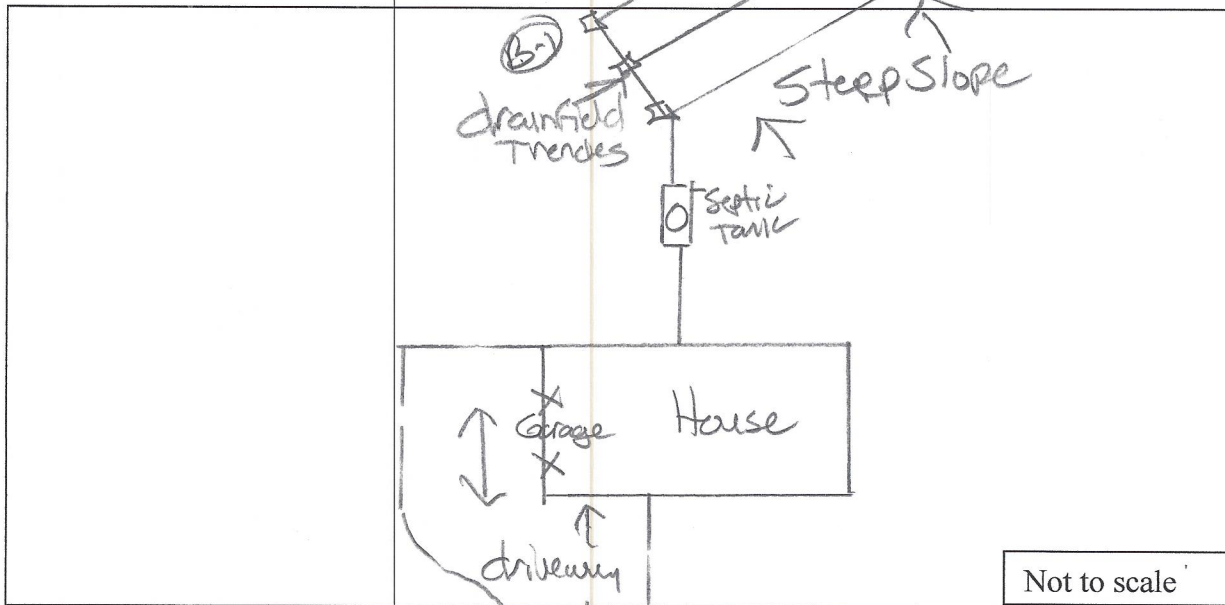 B-1
Steep Slope
drainfield
Trenches
Septic
Tank
Garage
House
driveway
Not to scale